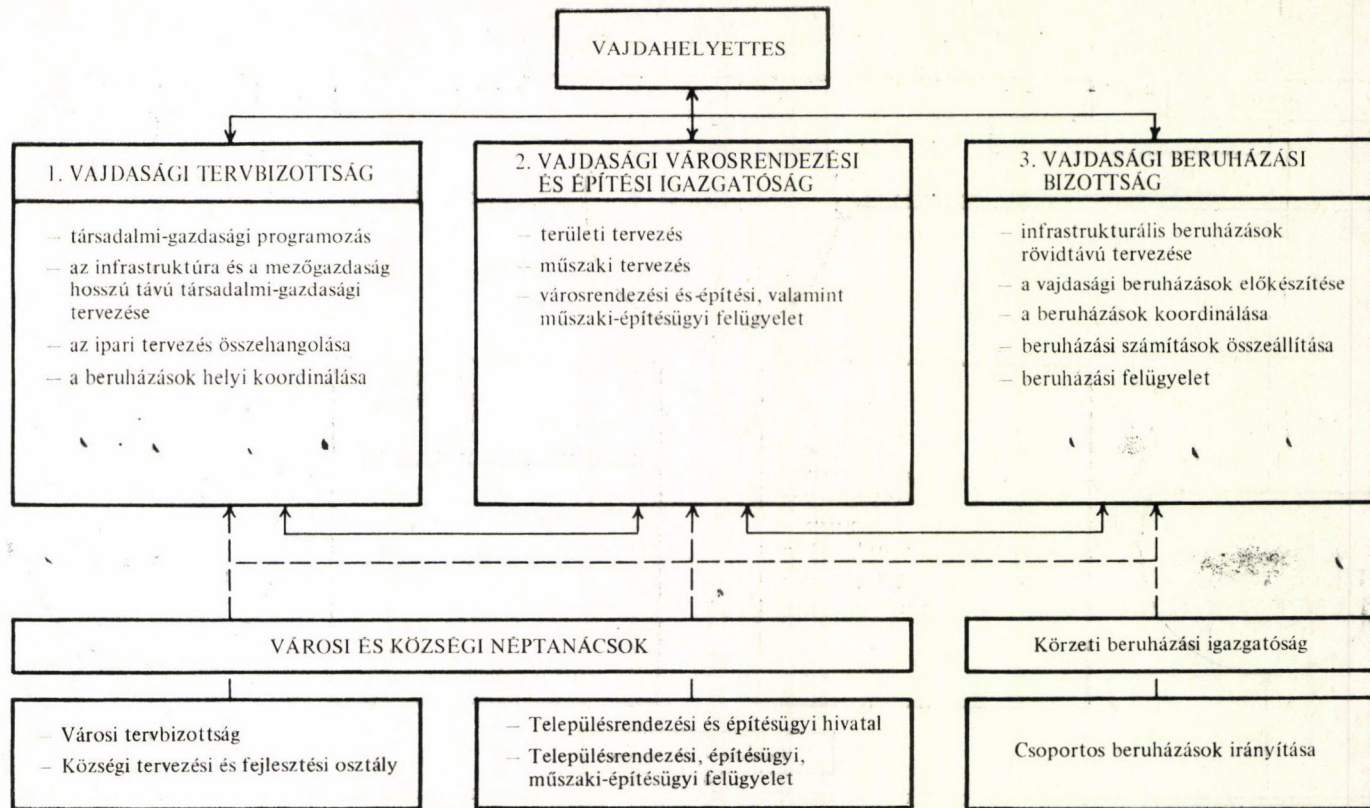 VAJDAHELYETTES
1. VAJDASÁGI TERVBIZOTTSÁG
– társadalmi-gazdasági programozás
– az infrastruktúra és a mezőgazdaság
hosszú távú társadalmi-gazdasági
tervezése
– az ipari tervezés összehangolása
– a beruházások helyi koordinálása
2. VAJDASÁGI VÁROSRENDEZÉSI
ÉS ÉPÍTÉSI IGAZGATÓSÁG
– területi tervezés
– műszaki tervezés
– városrendezési és-építési, valamint
műszaki-építésügyi felügyelet
3. VAJDASÁGI BERUHÁZÁSI
BIZOTTSÁG
– infrastrukturális beruházások
rövidtávú tervezése
– a vajdasági beruházások előkészítése
– a beruházások koordinálása
– beruházási számítások összeállítása
– beruházási felügyelet
VÁROSI ÉS KÖZSÉGI NÉPTANÁCSOK
Körzeti beruházási igazgatóság
– Városi tervbizottság
– Községi tervezési és fejlesztési osztály
– Településrendezési és építésügyi hivatal
– Településrendezési, építésügyi,
műszaki-építésügyi felügyelet
Csoportos beruházások irányítása